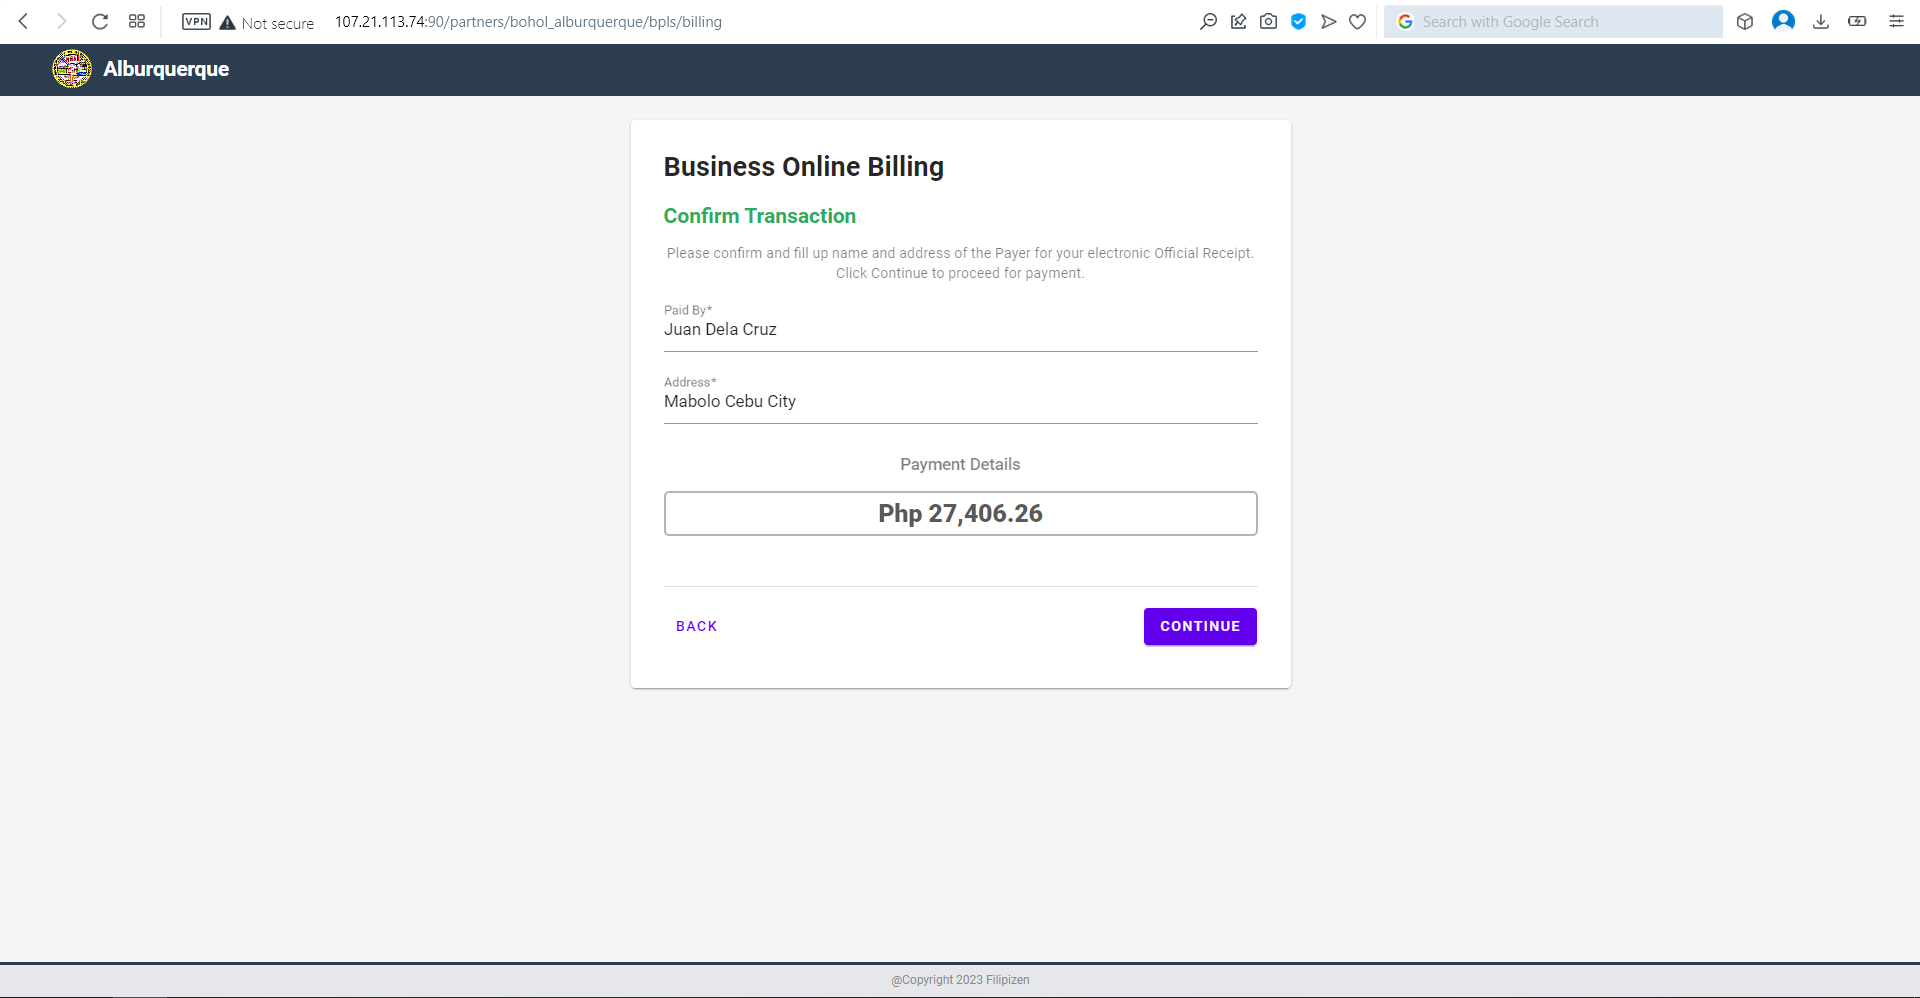 VPN Not secure 107.21.113.74:90/partners/bohol_alburquerque/bpls/billing Search with Google Search
Alburquerque
Business Online Billing
Confirm Transaction
Please confirm and fill up name and address of the Payer for your electronic Official Receipt.
Click Continue to proceed for payment.
Paid By*
Juan Dela Cruz
Address*
Mabolo Cebu City
Payment Details
Php 27,406.26
BACK CONTINUE
@Copyright 2023 Filipizen